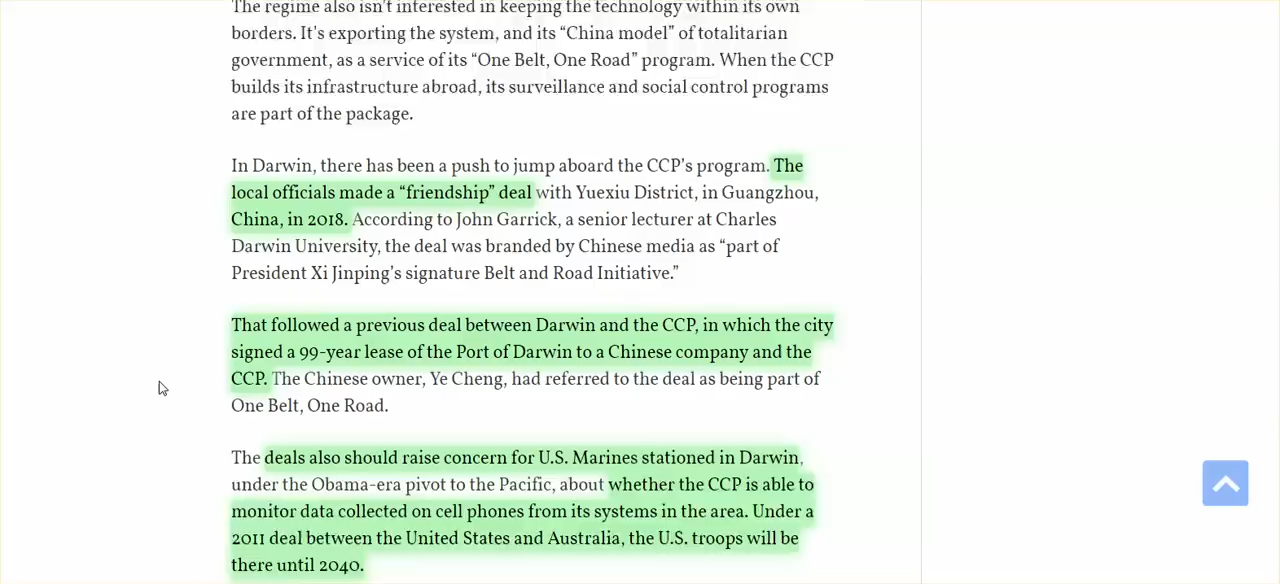 The regime also isn't interested in keeping the technology within its own
borders. It's exporting the system, and its “China model” of totalitarian
government, as a service of its “One Belt, One Road” program. When the CCP
builds its infrastructure abroad, its surveillance and social control programs
are part of the package.
In Darwin, there has been a push to jump aboard the CCP's program. The
local officials made a “friendship” deal with Yuexiu District, in Guangzhou,
China, in 2018. According to John Garrick, a senior lecturer at Charles
Darwin University, the deal was branded by Chinese media as “part of
President Xi Jinping's signature Belt and Road Initiative.”
That followed a previous deal between Darwin and the CCP, in which the city
signed a 99-year lease of the Port of Darwin to a Chinese company and the
CCP. The Chinese owner, Ye Cheng, had referred to the deal as being part of
One Belt, One Road.
The deals also should raise concern for U.S. Marines stationed in Darwin,
under the Obama-era pivot to the Pacific, about whether the CCP is able to
monitor data collected on cell phones from its systems in the area. Under a
2011 deal between the United States and Australia, the U.S. troops will be
there until 2040.